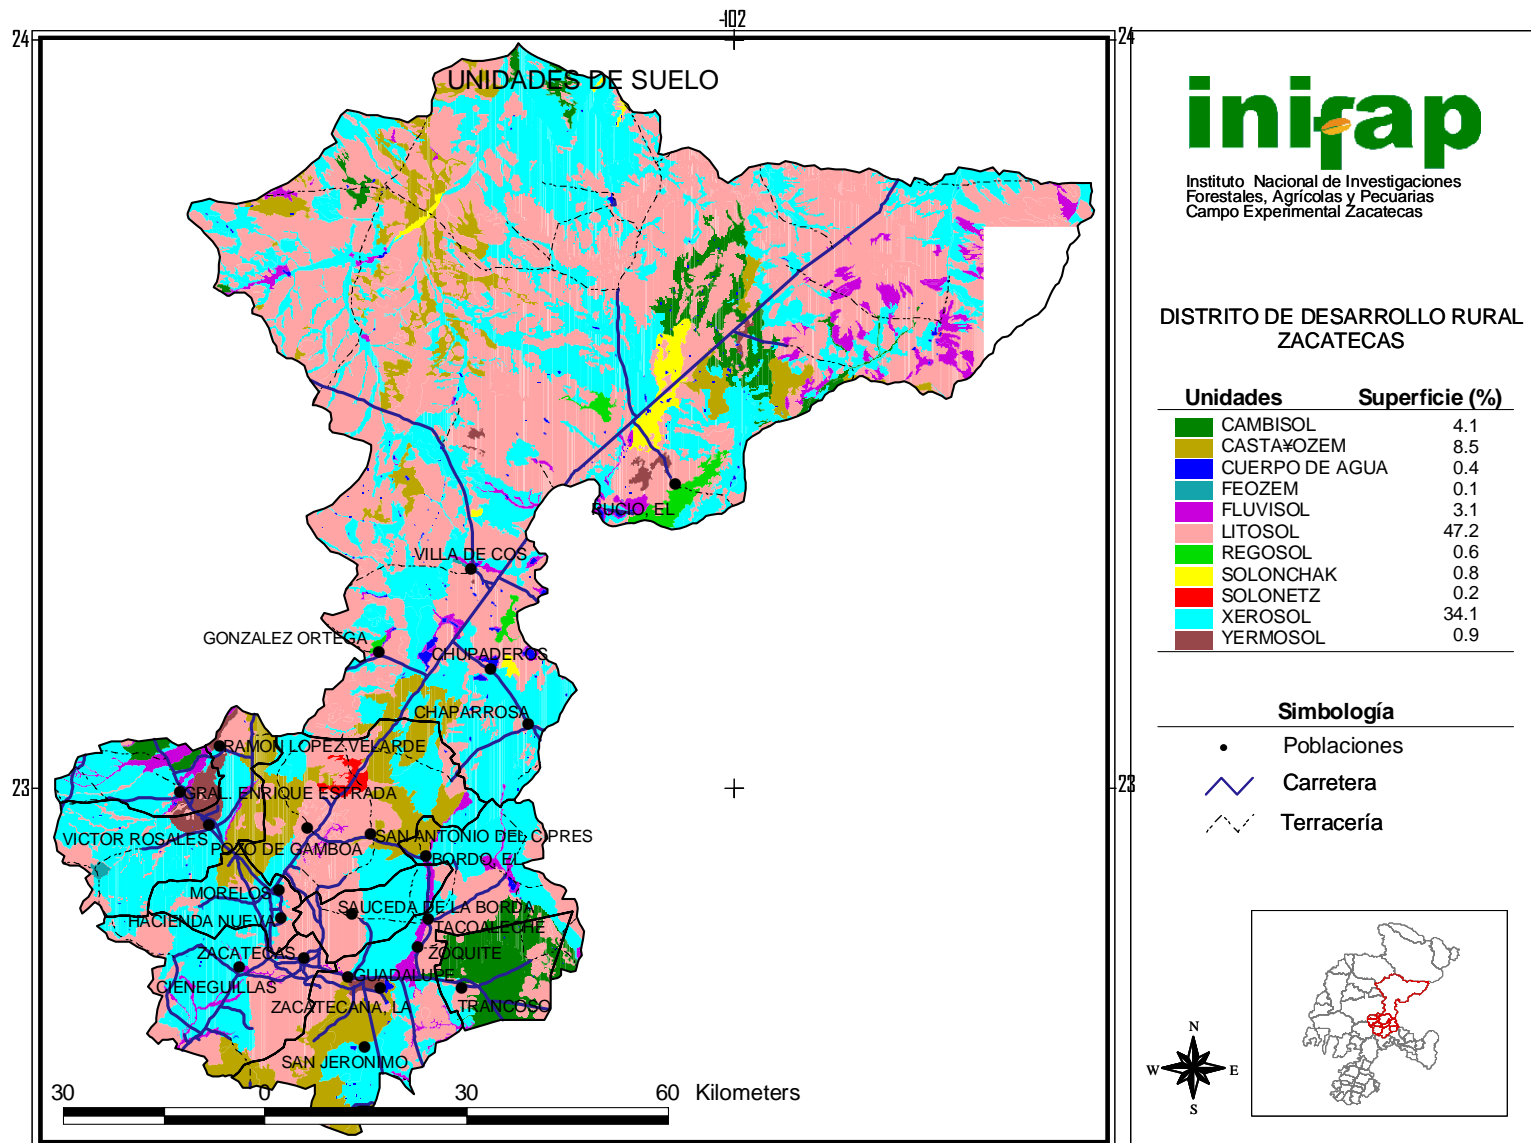 -102
24
24
UNIDADES DE SUELO
inifap
Instituto Nacional de Investigaciones
Forestales, Agrícolas y Pecuarias
Campo Experimental Zacatecas
DISTRITO DE DESARROLLO RURAL
ZACATECAS
Unidades Superficie (%)
CAMBISOL 4.1
CASTA¥OZEM 8.5
CUERPO DE AGUA 0.4
FEOZEM 0.1
FLUVISOL 3.1
LITOSOL 47.2
REGOSOL 0.6
SOLONCHAK 0.8
SOLONETZ 0.2
XEROSOL 34.1
YERMOSOL 0.9
Simbología
Poblaciones
Carretera
Terracería
RUCIO, EL
VILLA DE COS
GONZALEZ ORTEGA
CHUPADEROS
CHAPARROSA
RAMON LOPEZ VELARDE
23
23
GRAL. ENRIQUE ESTRADA
VICTOR ROSALES
SAN ANTONIO DEL CIPRES
POZO DE GAMBOA
BORDO, EL
MORELOS
SAUCEDA DE LA BORDA
HACIENDA NUEVA
TACOALECHE
ZACATECAS
ZOQUITE
GUADALUPE
CIENEGUILLAS
ZACATECANA, LA
TRANCOSO
SAN JERONIMO
30 0 30 60 Kilometers
N
W E
S